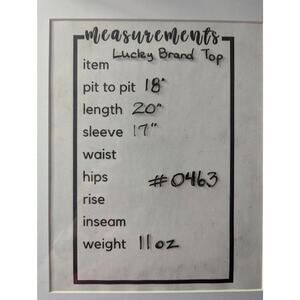 measurements
Lucky Brand Top
item
pit to pit 18"
length 20"
sleeve 17"
waist
hips
#0463
rise
inseam
weight 11oz